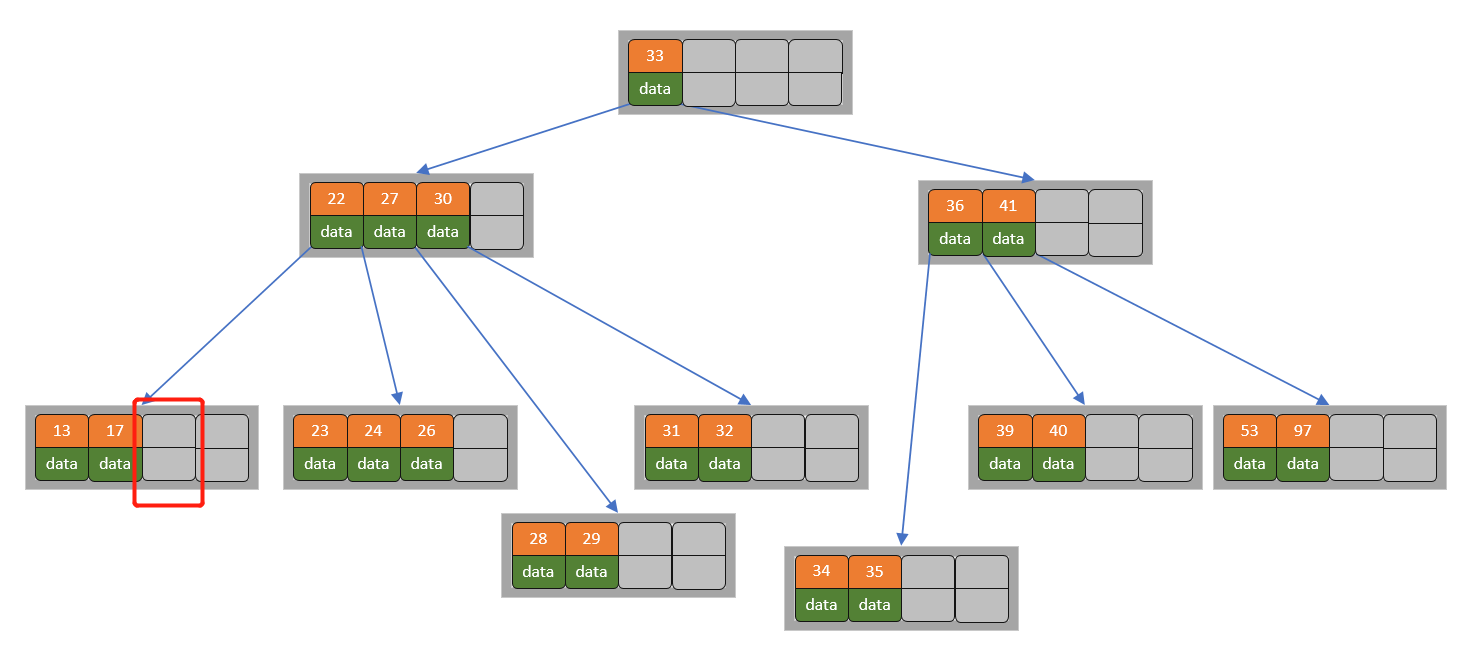 33
data
22 27 30
data data data
36 41
data data
13 17
data data
23 24 26
data data data
31 32
data data
39 40
data data
53 97
data data
28 29
data data
34 35
data data